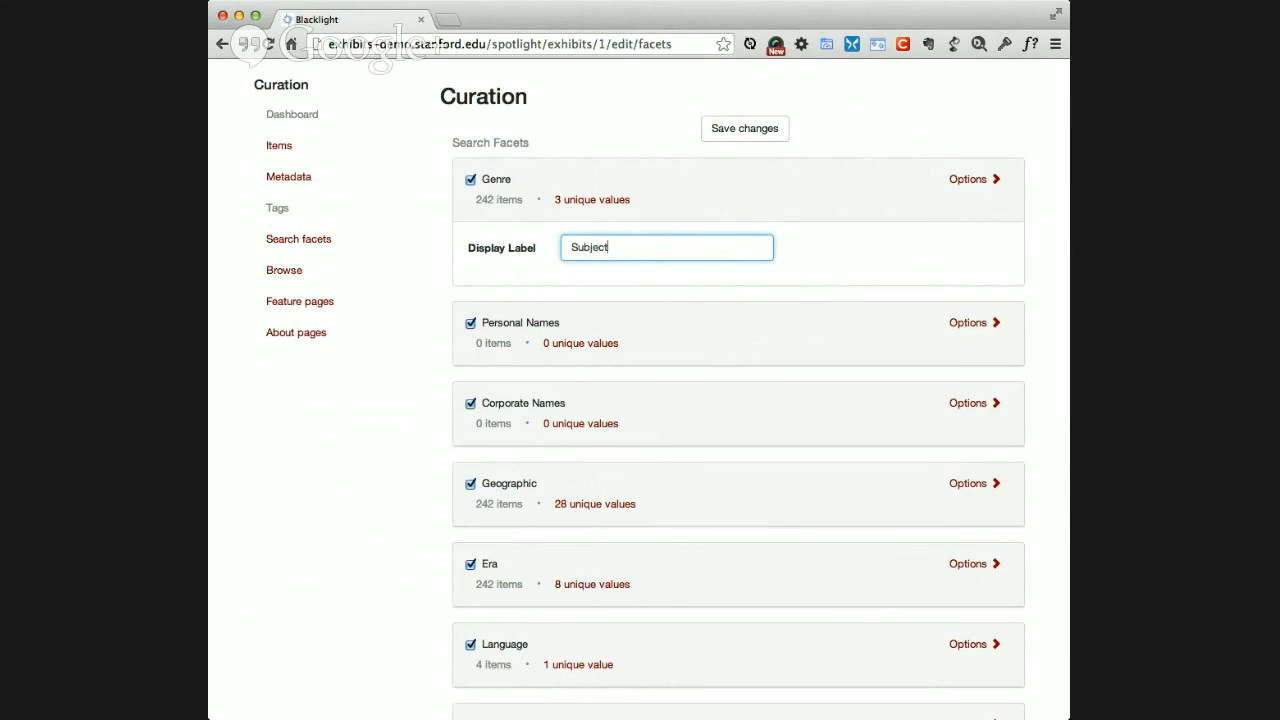 Blacklight
exhibits-demo.stanford.edu/spotlight/exhibits/1/edit/facets
New
f?
Google+
Curation
Dashboard
Items
Metadata
Tags
Search facets
Browse
Feature pages
About pages
Curation
Save changes
Search Facets
Genre
Options
242 items • 3 unique values
Display Label
Subject
Personal Names
Options
0 items • 0 unique values
Corporate Names
Options
0 items • 0 unique values
Geographic
Options
242 items • 28 unique values
Era
Options
242 items • 8 unique values
Language
Options
4 items • 1 unique value